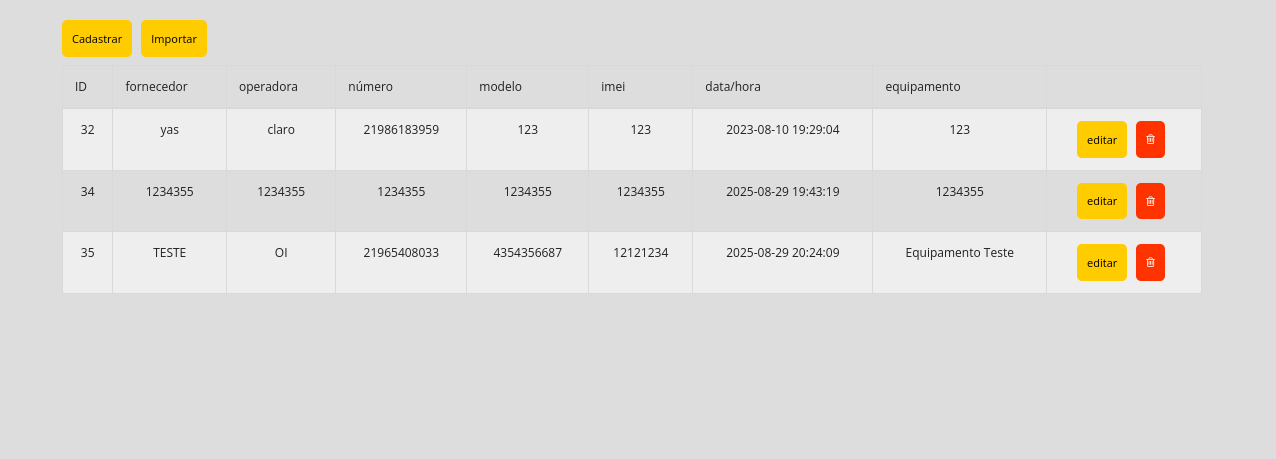 Cadastrar Importar
ID fornecedor operadora número modelo imei data/hora equipamento
32 yas claro 21986183959 123 123 2023-08-10 19:29:04 123 editar
34 1234355 1234355 1234355 1234355 1234355 2025-08-29 19:43:19 1234355 editar
35 TESTE OI 21965408033 4354356687 12121234 2025-08-29 20:24:09 Equipamento Teste editar